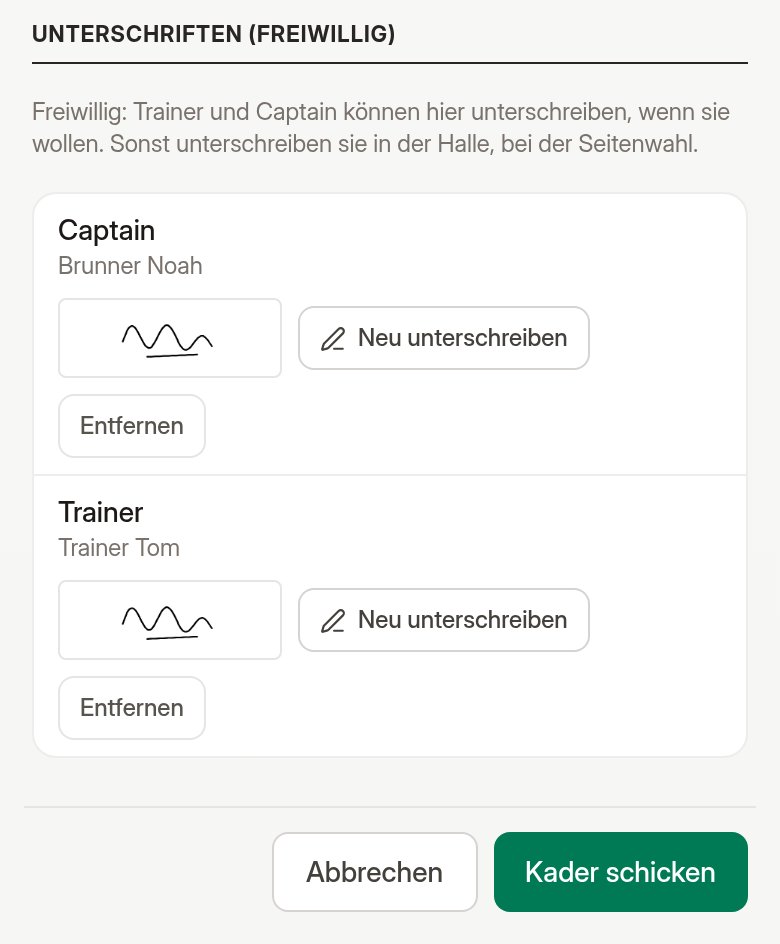 UNTERSCHRIFTEN (FREIWILLIG)
Freiwillig: Trainer und Captain können hier unterschreiben, wenn sie
wollen. Sonst unterschreiben sie in der Halle, bei der Seitenwahl.
Captain
Brunner Noah
Neu unterschreiben
Entfernen
Trainer
Trainer Tom
Neu unterschreiben
Entfernen
Abbrechen
Kader schicken